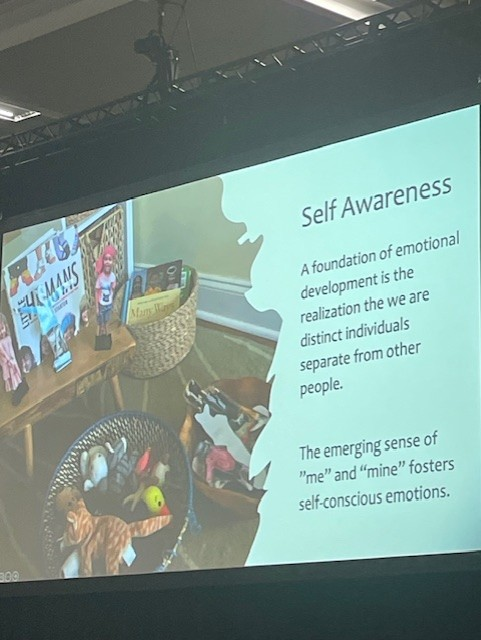 Self Awareness
A foundation of emotional
development is the
realization the we are
distinct individuals
separate from other
people.
The emerging sense of
"me" and “mine” fosters
self-conscious emotions.
HUMANS
Many